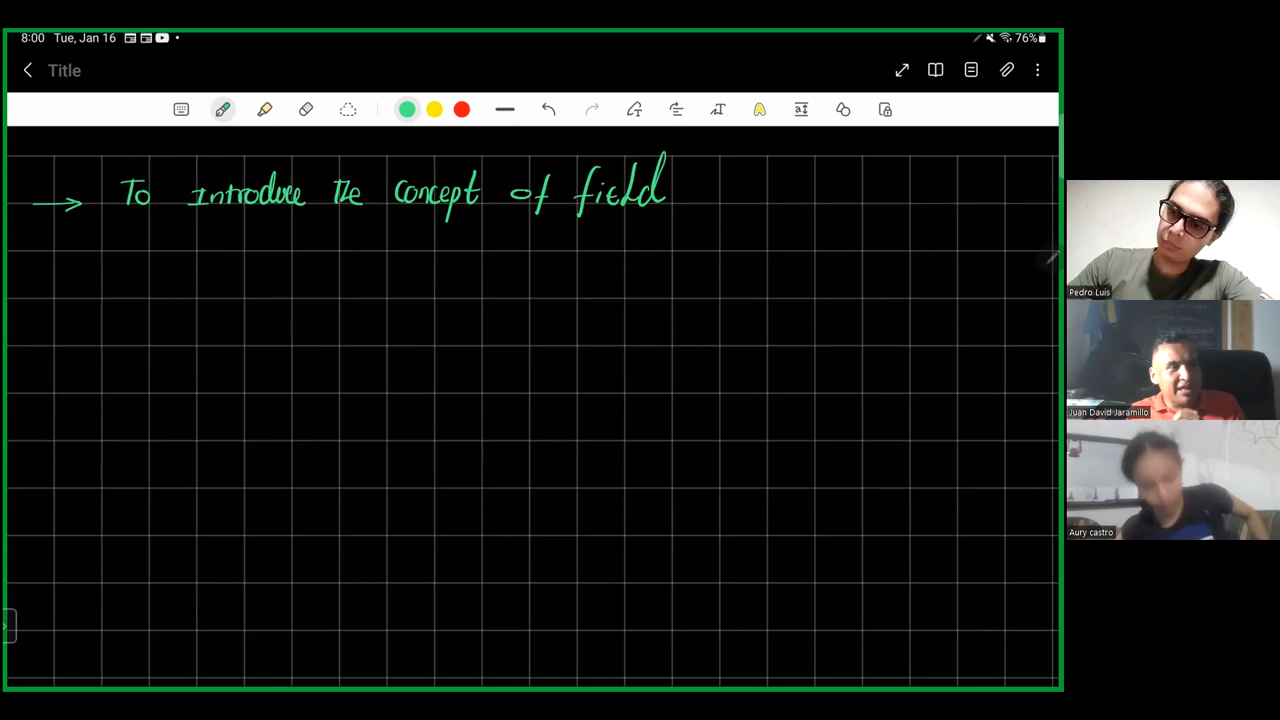 8:00 Tue, Jan 16 76%
Title
→ To Introduce the concept of field
Pedro Luis
Juan David Jaramillo
Aury castro